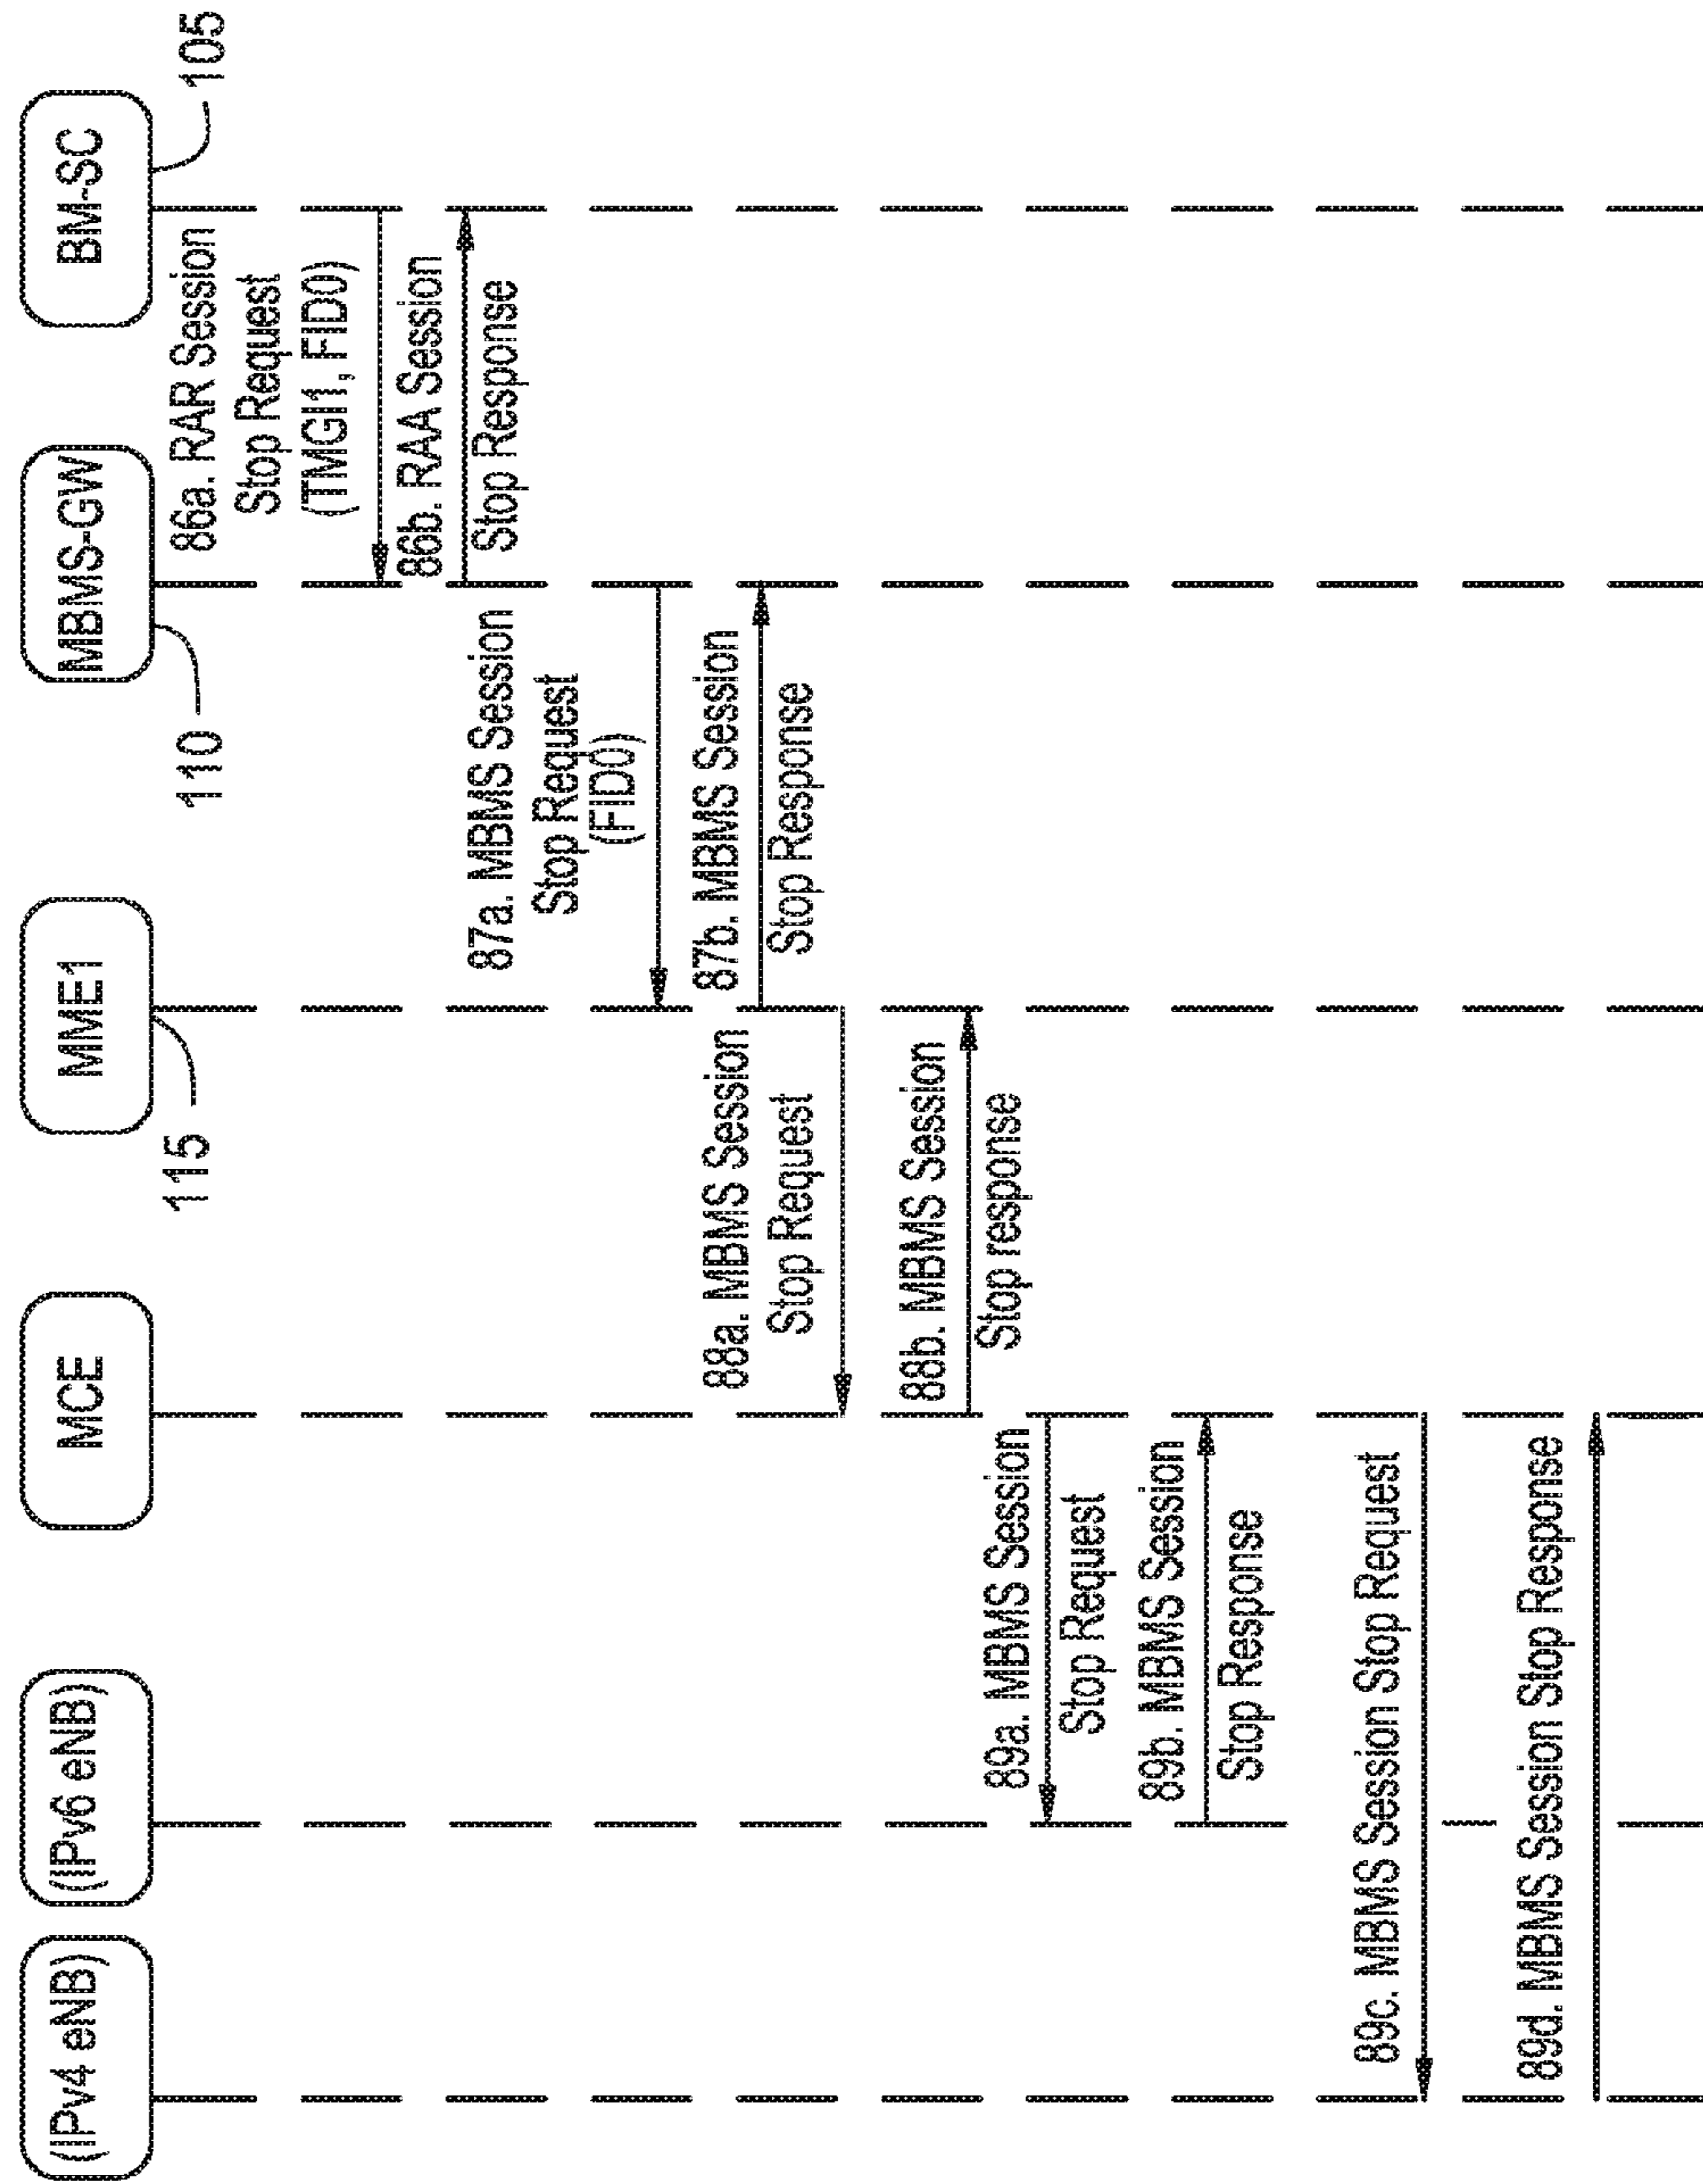 (IPv4 eNB)
(IPv6 eNB)
MCE
MME1
115
MBMS-GW
110
BM-SC
105
86a. RAR Session
Stop Request
(TMGI1, FID0)
86b. RAA Session
Stop Response
87a. MBMS Session
Stop Request
(FID0)
87b. MBMS Session
Stop Response
88a. MBMS Session
Stop Request
88b. MBMS Session
Stop response
89a. MBMS Session
Stop Request
89b. MBMS Session
Stop Response
89c. MBMS Session Stop Request
89d. MBMS Session Stop Response